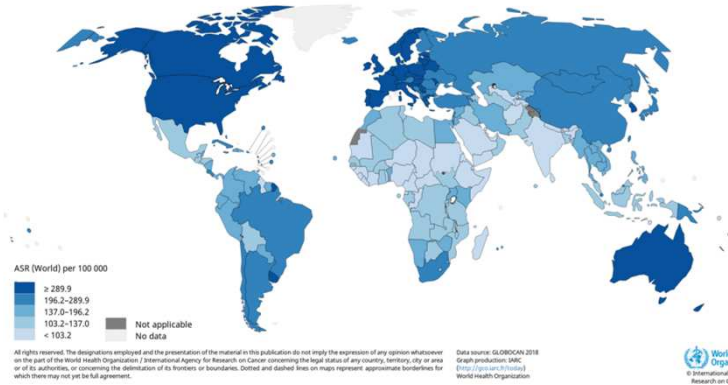 ASR (World) per 100 000
≥ 289.9
196.2–289.9
137.0–196.2
103.2–137.0
< 103.2
Not applicable
No data
All rights reserved. The designations employed and the presentation of the material in this publication do not imply the expression of any opinion whatsoever
on the part of the World Health Organization / International Agency for Research on Cancer concerning the legal status of any country, territory, city or area
or of its authorities, or concerning the delimitation of its frontiers or boundaries. Dotted and dashed lines on maps represent approximate borderlines for
which there may not yet be full agreement.
Data source: GLOBOCAN 2018
Graph production: IARC
(http://gco.iarc.fr/today)
World Health Organization
Worl
Orga
© International
Research on